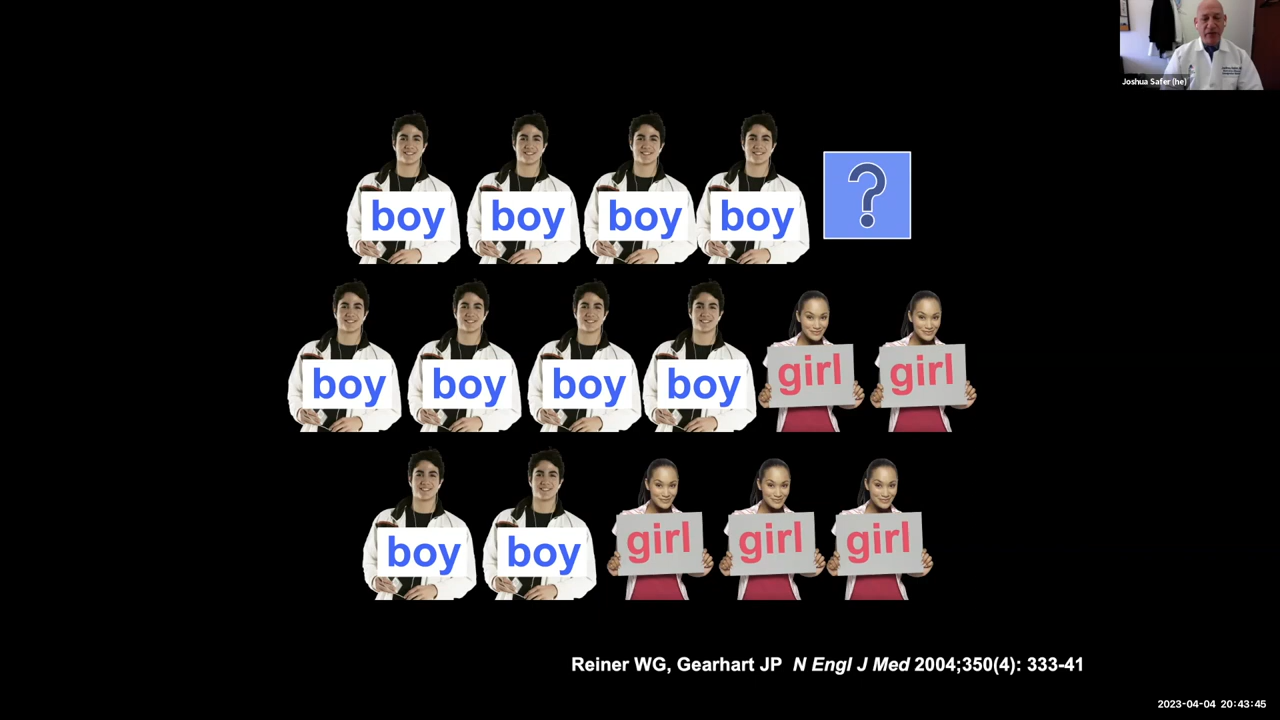 Joshua Safer (he)
boy boy boy boy ?
boy boy boy boy girl girl
boy boy girl girl girl
Reiner WG, Gearhart JP N Engl J Med 2004;350(4): 333-41
2023-04-04 20:43:45